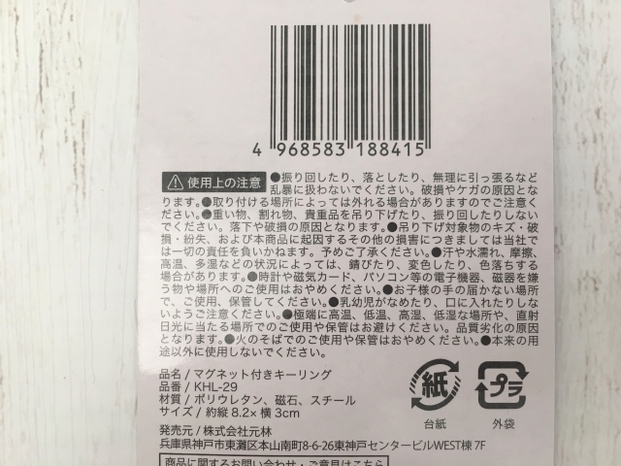 4 968583 188415
⚠使用上の注意 ●振り回したり、落としたり、無理に引っ張るなど
乱暴に扱わないでください。破損やケガの原因とな
ります。●取り付ける場所によっては外れる場合がありますのでご注意く
ださい。●重い物、割れ物、貴重品を吊り下げたり、振り回したりしない
でください。落下や破損の原因となります。●吊り下げ対象物のキズ・破
損・紛失、および本商品に起因するその他の損害につきましては当社で
は一切の責任を負いかねます。予めご了承ください。●汗や水濡れ、摩擦、
高温、多湿などの状況によっては、錆びたり、変色したり、色落ちする
場合があります。●時計や磁気カード、パソコン等の電子機器、磁器を嫌
う物や場所へのご使用はおやめください。●お子様の手の届かない場所
で、ご使用、保管してください。●乳幼児がなめたり、口に入れたりしな
いようご注意ください。●極端に高温、低温、高湿、低湿な場所や、直射
日光に当たる場所でのご使用や保管はお避けください。品質劣化の原因
となります。●火のそばでのご使用や保管はおやめください。●本来の用
途以外に使用しないでください。
品名 / マグネット付きキーリング
品番 / KHL-29
材質 / ポリウレタン、磁石、スチール
サイズ / 約縦 8.2×横 3cm
紙 プラ
台紙 外袋
発売元 / 株式会社元林
兵庫県神戸市東灘区本山南町8-6-26東神戸センタービルWEST棟 7F
商品に関するお問い合わせ・ご意見はこちら